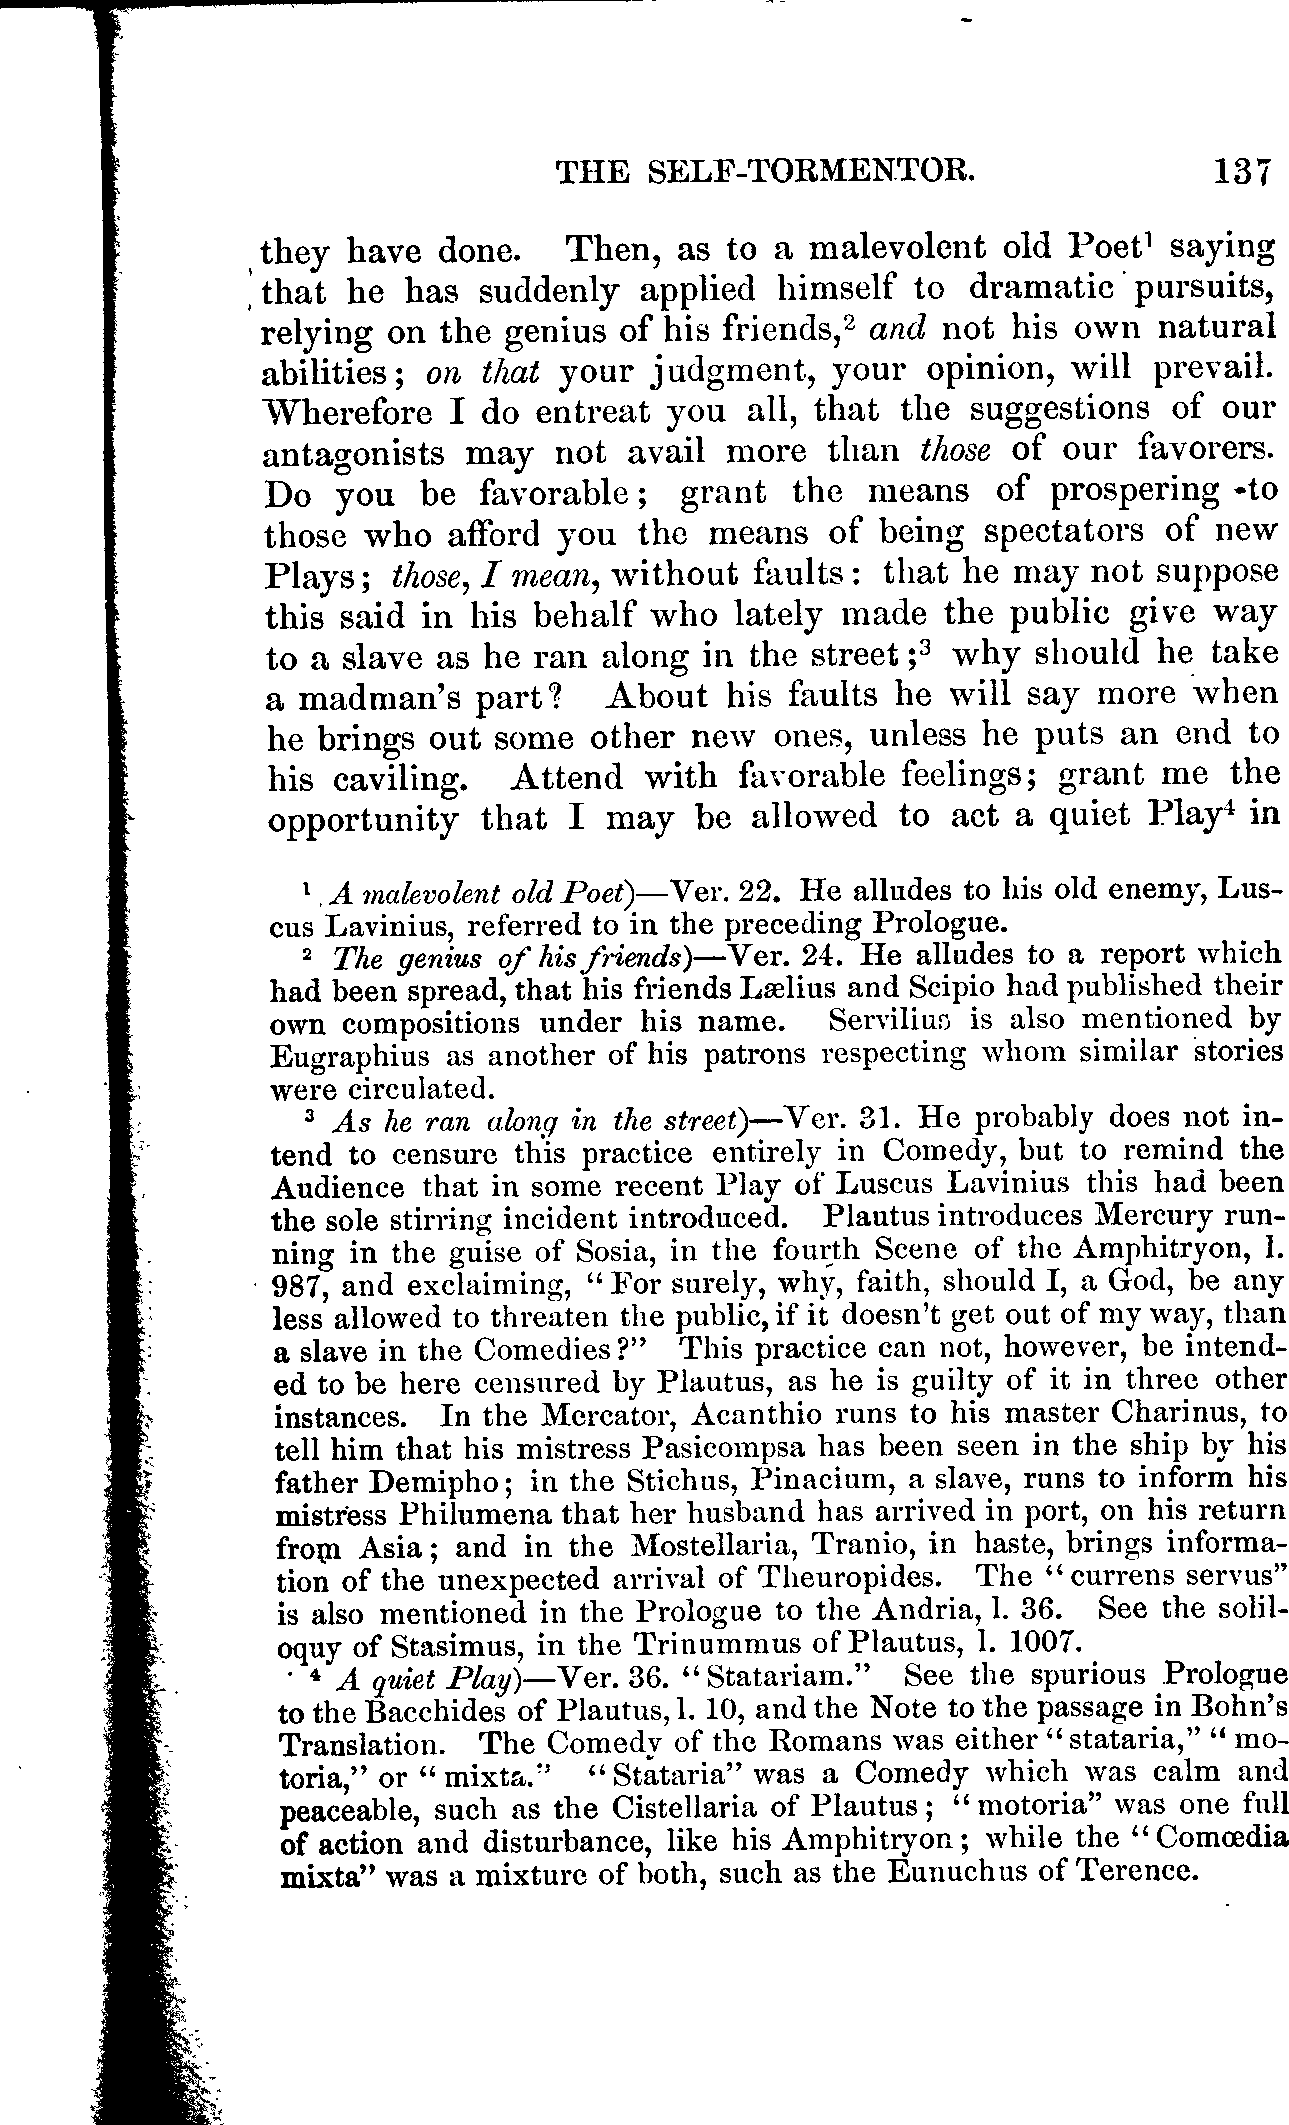 THE SELF-TORMENTOR. 137
they have done. Then, as to a malevolent old Poet¹ saying
that he has suddenly applied himself to dramatic pursuits,
relying on the genius of his friends,² and not his own natural
abilities; on that your judgment, your opinion, will prevail.
Wherefore I do entreat you all, that the suggestions of our
antagonists may not avail more than those of our favorers.
Do you be favorable; grant the means of prospering to
those who afford you the means of being spectators of new
Plays; those, I mean, without faults: that he may not suppose
this said in his behalf who lately made the public give way
to a slave as he ran along in the street;³ why should he take
a madman's part? About his faults he will say more when
he brings out some other new ones, unless he puts an end to
his caviling. Attend with favorable feelings; grant me the
opportunity that I may be allowed to act a quiet Play⁴ in
¹ A malevolent old Poet)—Ver. 22. He alludes to his old enemy, Lus-
cus Lavinius, referred to in the preceding Prologue.
² The genius of his friends)—Ver. 24. He alludes to a report which
had been spread, that his friends Lælius and Scipio had published their
own compositions under his name. Servilius is also mentioned by
Eugraphius as another of his patrons respecting whom similar stories
were circulated.
³ As he ran along in the street)—Ver. 31. He probably does not in-
tend to censure this practice entirely in Comedy, but to remind the
Audience that in some recent Play of Luscus Lavinius this had been
the sole stirring incident introduced. Plautus introduces Mercury run-
ning in the guise of Sosia, in the fourth Scene of the Amphitryon, l.
987, and exclaiming, "For surely, why, faith, should I, a God, be any
less allowed to threaten the public, if it doesn't get out of my way, than
a slave in the Comedies?" This practice can not, however, be intend-
ed to be here censured by Plautus, as he is guilty of it in three other
instances. In the Mercator, Acanthio runs to his master Charinus, to
tell him that his mistress Pasicompsa has been seen in the ship by his
father Demipho; in the Stichus, Pinacium, a slave, runs to inform his
mistress Philumena that her husband has arrived in port, on his return
from Asia; and in the Mostellaria, Tranio, in haste, brings informa-
tion of the unexpected arrival of Theuropides. The "currens servus"
is also mentioned in the Prologue to the Andria, l. 36. See the solil-
oquy of Stasimus, in the Trinummus of Plautus, l. 1007.
⁴ A quiet Play)—Ver. 36. "Statariam." See the spurious Prologue
to the Bacchides of Plautus, l. 10, and the Note to the passage in Bohn's
Translation. The Comedy of the Romans was either "stataria," "mo-
toria," or "mixta." "Stataria" was a Comedy which was calm and
peaceable, such as the Cistellaria of Plautus; "motoria" was one full
of action and disturbance, like his Amphitryon; while the "Comœdia
mixta" was a mixture of both, such as the Eunuchus of Terence.